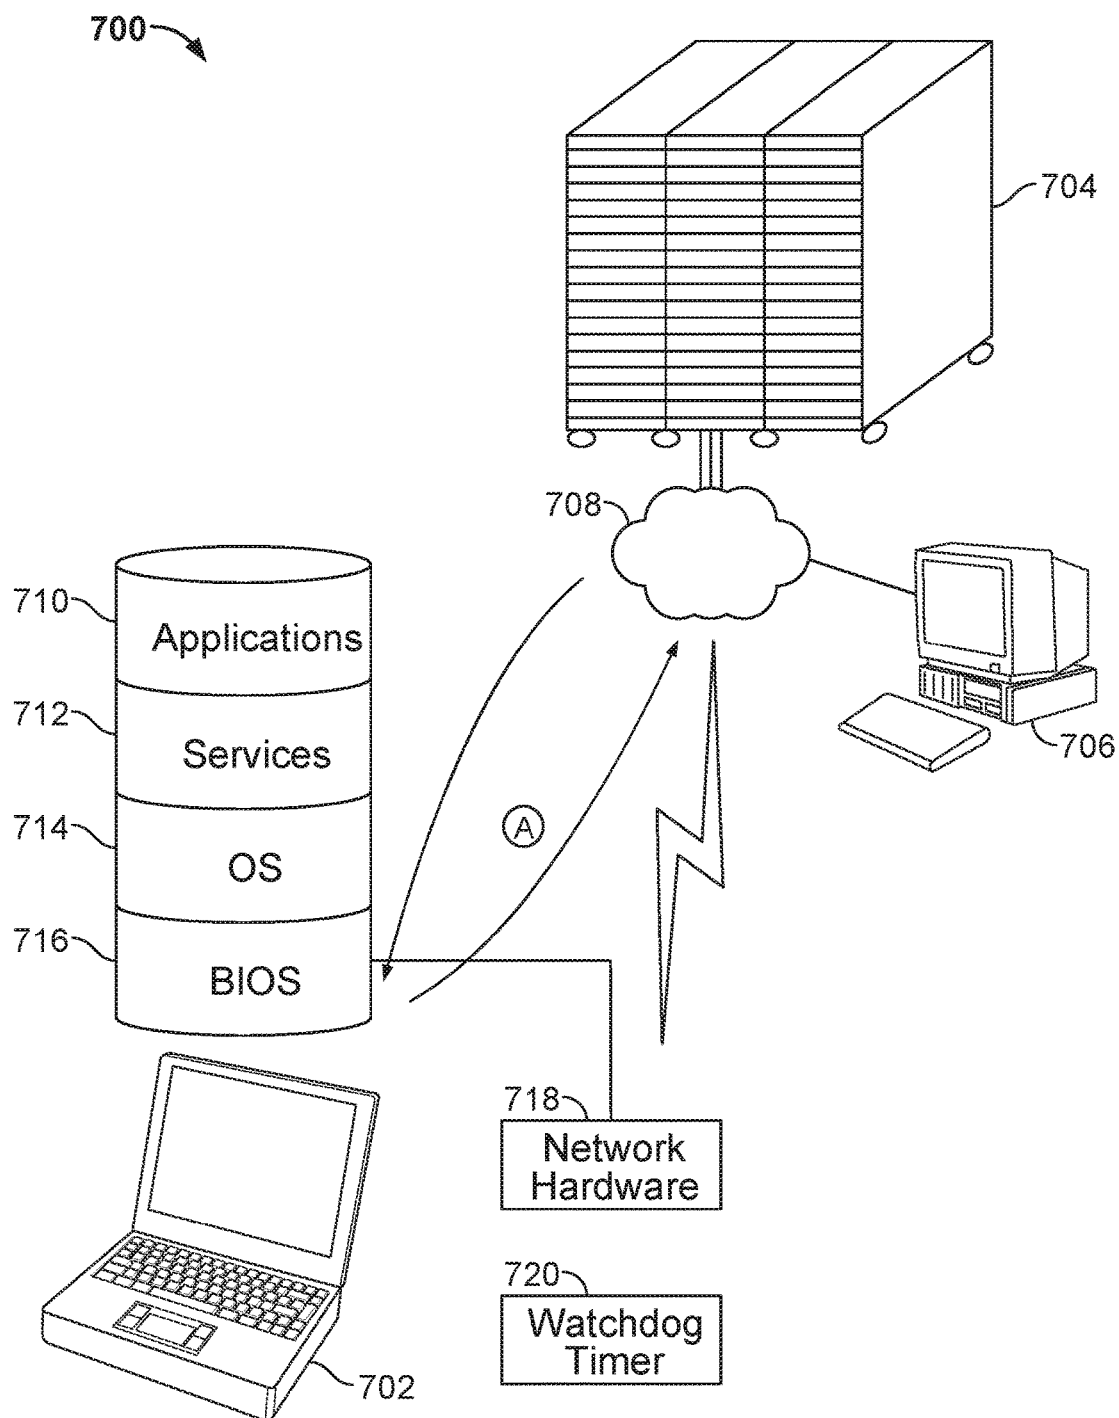 700
704
708
710
Applications
706
712
Services
A
714
OS
716
BIOS
718
Network
Hardware
720
Watchdog
Timer
702